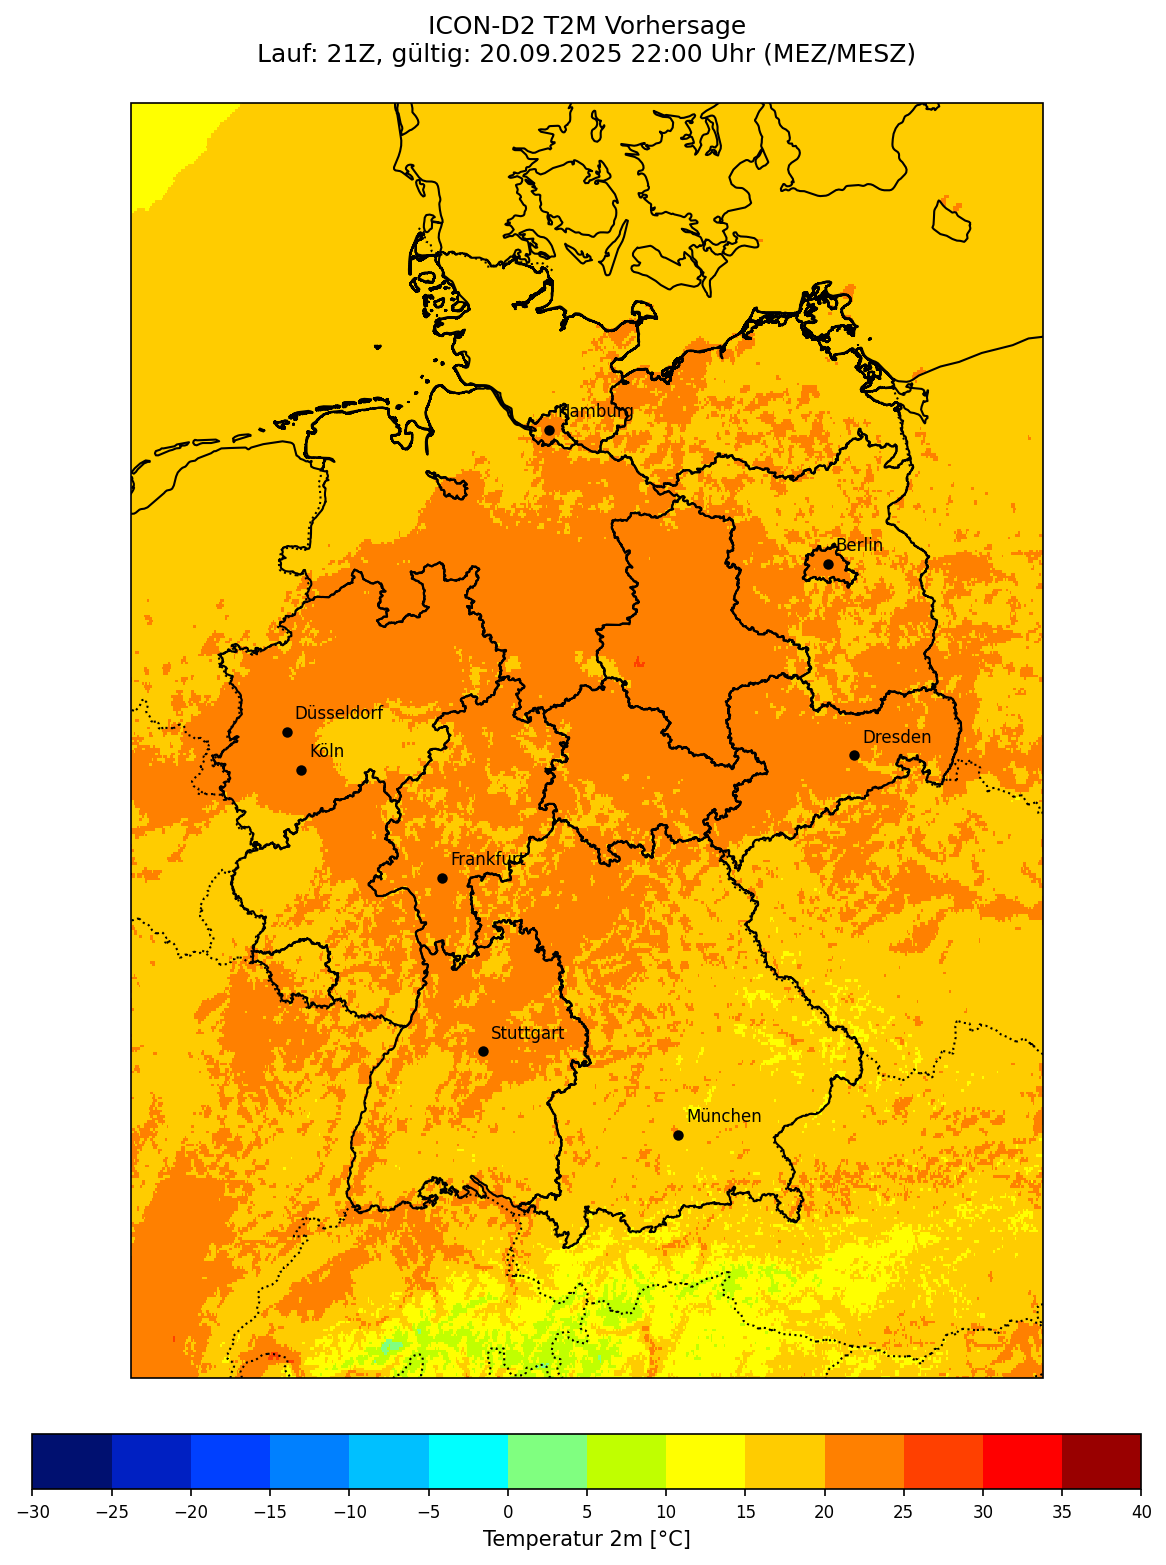 ICON-D2 T2M Vorhersage
Lauf: 21Z, gültig: 20.09.2025 22:00 Uhr (MEZ/MESZ)
Hamburg
Berlin
Düsseldorf
Dresden
Köln
Frankfurt
Stuttgart
München
−30 −25 −20 −15 −10 −5 0 5 10 15 20 25 30 35 40
Temperatur 2m [°C]